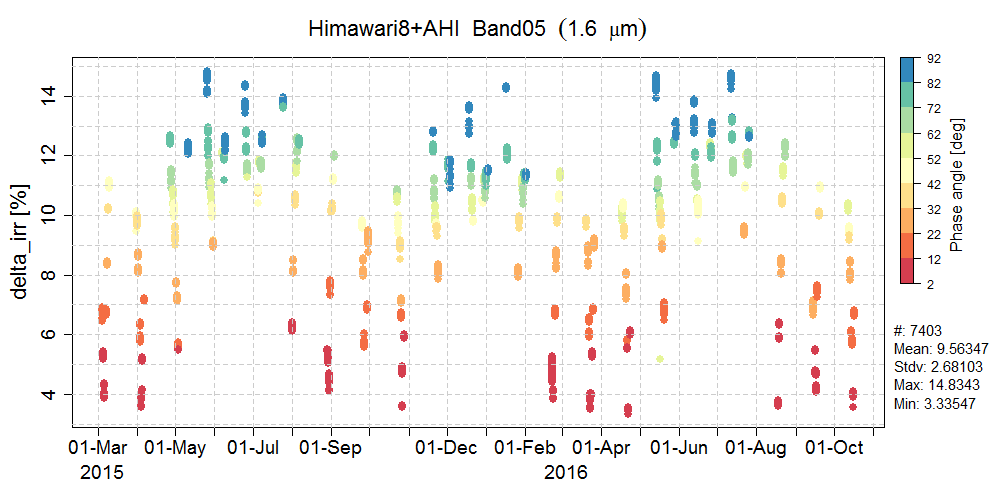 Himawari8+AHI Band05 (1.6 μm)
delta_irr [%]
14
12
10
8
6
4
01-Mar 01-May 01-Jul 01-Sep 01-Dec 01-Feb 01-Apr 01-Jun 01-Aug 01-Oct
2015 2016
92
82
72
62
52
42
32
22
12
2
Phase angle [deg]
#: 7403
Mean: 9.56347
Stdv: 2.68103
Max: 14.8343
Min: 3.33547